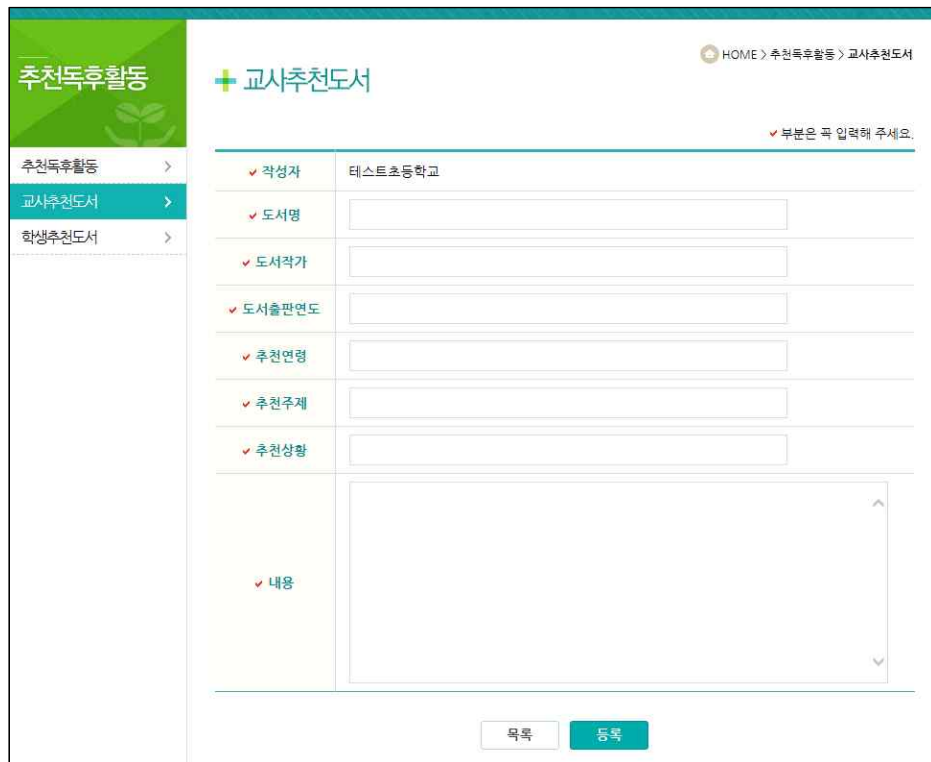 추천독후활동
추천독후활동 >
교사추천도서 >
학생추천도서 >
HOME > 추천독후활동 > 교사추천도서
교사추천도서
부분은 꼭 입력해 주세요.
작성자 테스트초등학교
도서명
도서작가
도서출판연도
추천연령
추천주제
추천상황
내용
목록 등록